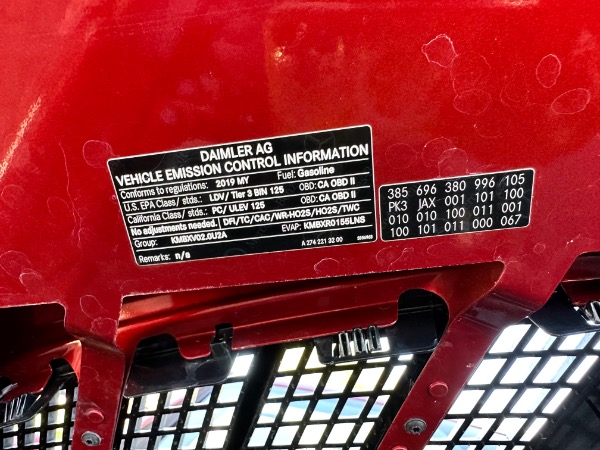 DAIMLER AG
VEHICLE EMISSION CONTROL INFORMATION
Conforms to regulations: 2019 MY Fuel: Gasoline
U.S. EPA Class/ stds.: LDV/ Tier 3 BIN 125 OBD: CA OBD II
California Class/ stds.: PC/ ULEV 125 OBD: CA OBD II
No adjustments needed. DFI/TC/CAC/WR-HO2S/HO2S/TWC
Group: KMBXV02.0U2A EVAP: KMBXR0155LNS
Remarks: n/a A 274 221 32 00
385 696 380 996 105
PK3 JAX 001 101 100
010 010 100 011 001
100 101 011 000 067